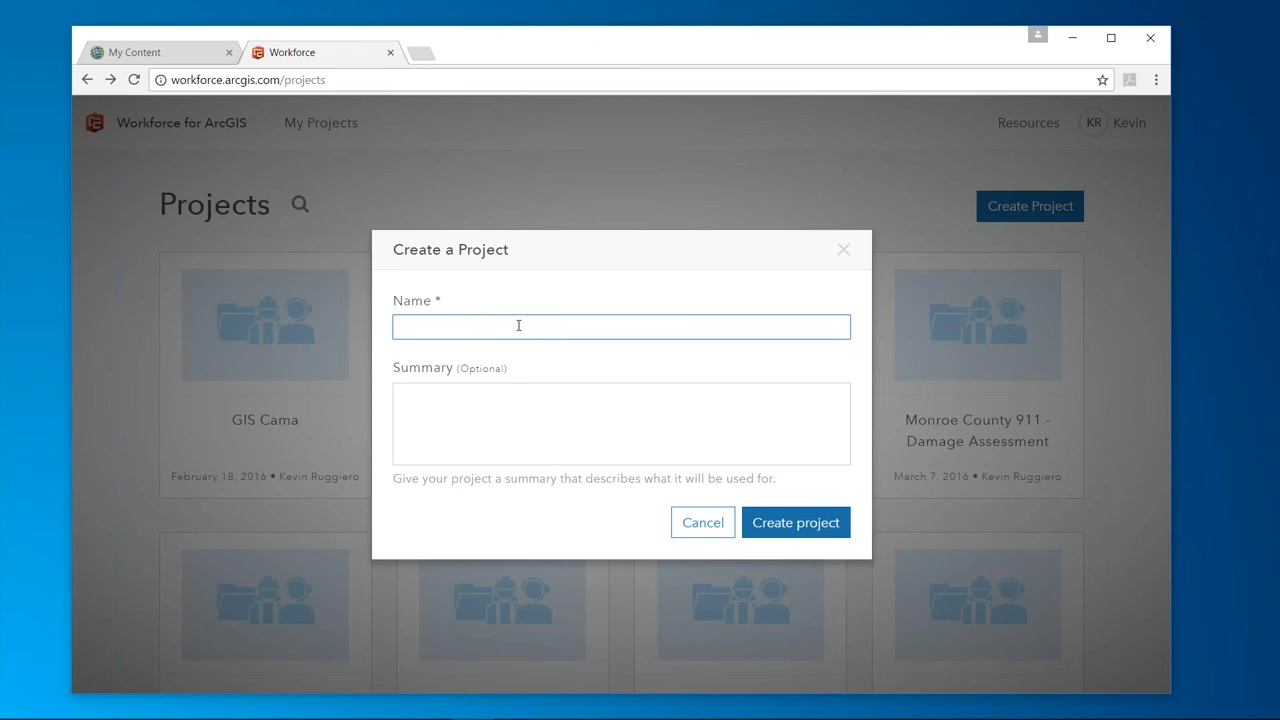 My Content
Workforce
workforce.arcgis.com/projects
Workforce for ArcGIS
My Projects
Resources
KR
Kevin
Projects
Create Project
Create a Project
Name *
Summary (Optional)
Give your project a summary that describes what it will be used for.
Cancel
Create project
GIS Cama
February 18, 2016 • Kevin Ruggiero
Monroe County 911 -
Damage Assessment
March 7, 2016 • Kevin Ruggiero